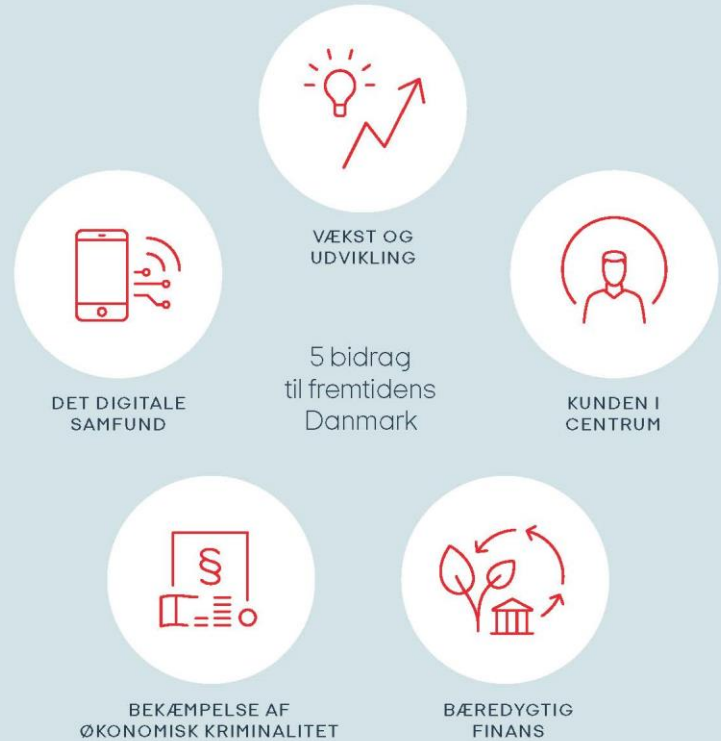 VÆKST OG
UDVIKLING
DET DIGITALE
SAMFUND
5 bidrag
til fremtidens
Danmark
KUNDEN I
CENTRUM
§
BEKÆMPELSE AF
ØKONOMISK KRIMINALITET
BÆREDYGTIG
FINANS